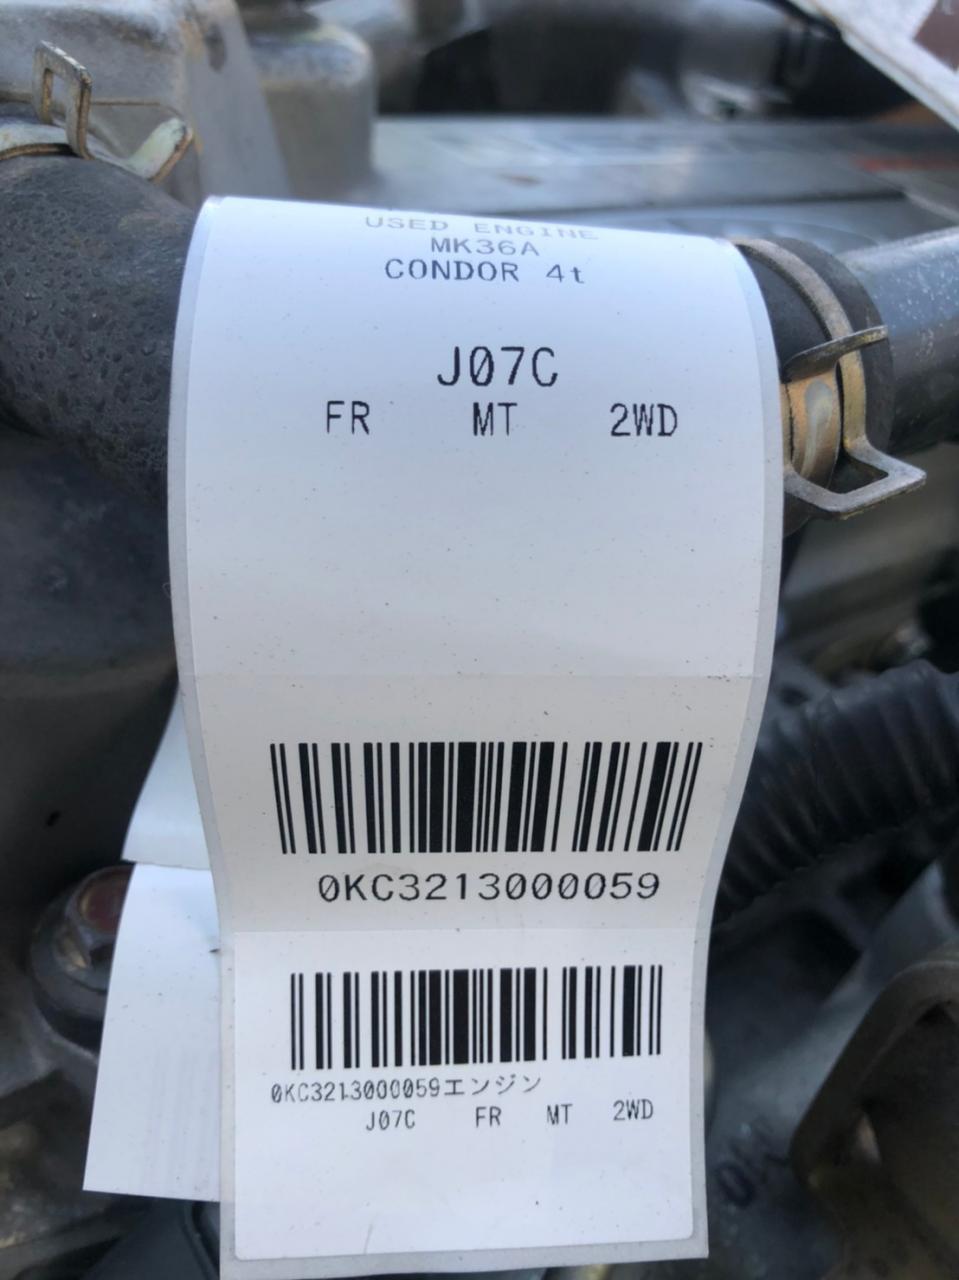 USED ENGINE
MK36A
CONDOR 4t
J07C
FR MT 2WD
0KC3213000059
0KC3213000059エンジン
J07C FR MT 2WD